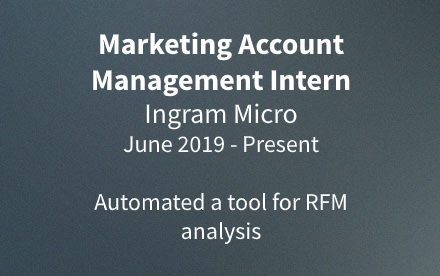 Marketing Account
Management Intern
Ingram Micro
June 2019 - Present
Automated a tool for RFM
analysis